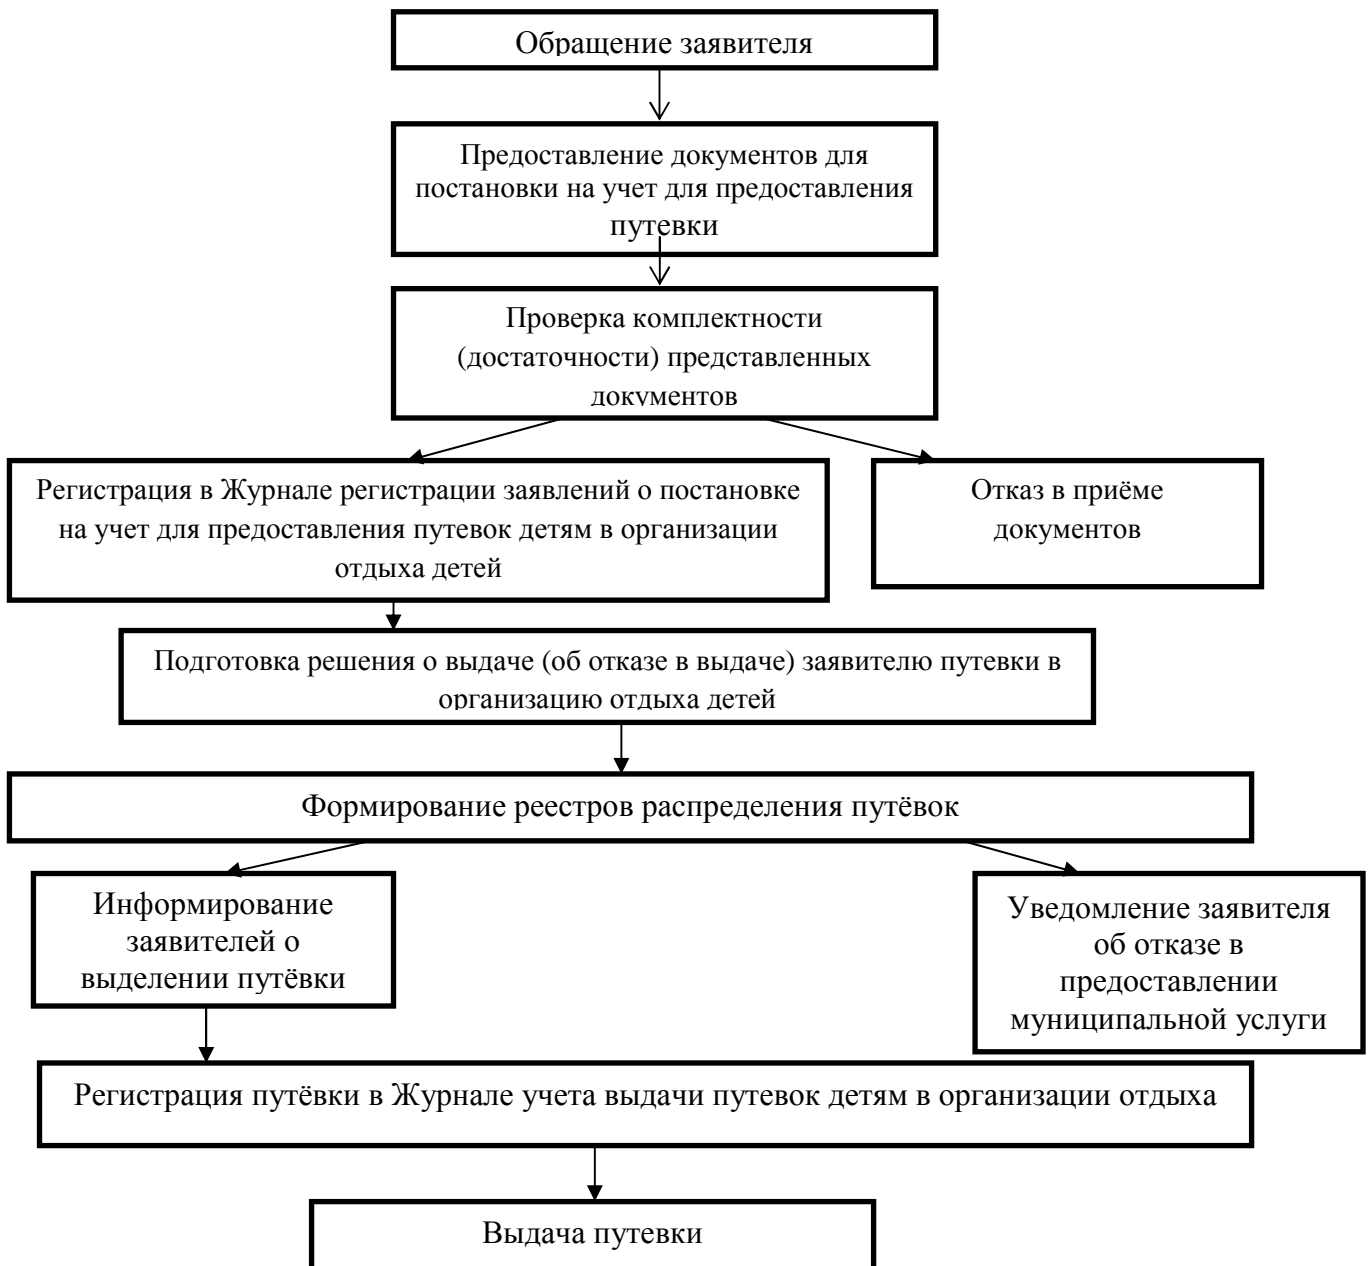 Обращение заявителя
Предоставление документов для
постановки на учет для предоставления
путевки
Проверка комплектности
(достаточности) представленных
документов
Регистрация в Журнале регистрации заявлений о постановке
на учет для предоставления путевок детям в организации
отдыха детей
Отказ в приёме
документов
Подготовка решения о выдаче (об отказе в выдаче) заявителю путевки в
организацию отдыха детей
Формирование реестров распределения путёвок
Информирование
заявителей о
выделении путёвки
Уведомление заявителя
об отказе в
предоставлении
муниципальной услуги
Регистрация путёвки в Журнале учета выдачи путевок детям в организации отдыха
Выдача путевки